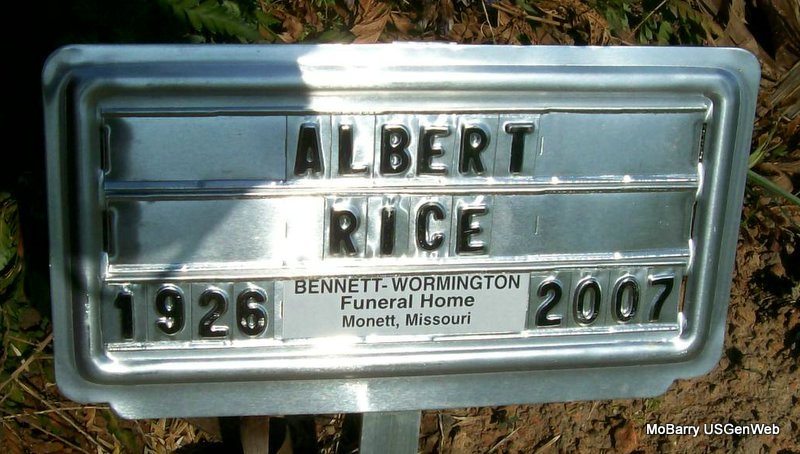 ALBERT
RICE
1926 BENNETT-WORMINGTON 2007
Funeral Home
Monett, Missouri
MoBarry USGenWeb